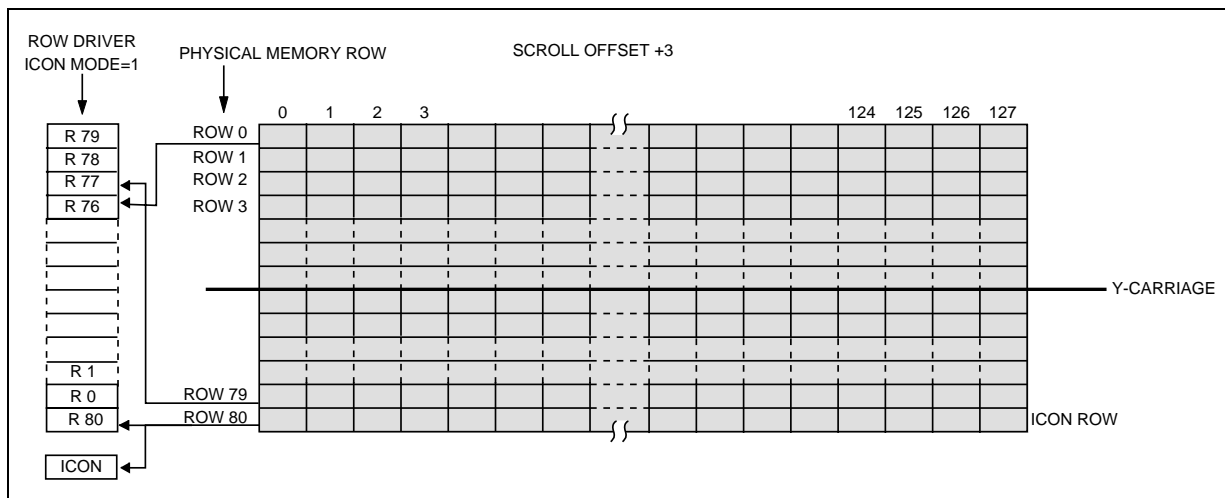 ROW DRIVER
ICON MODE=1
PHYSICAL MEMORY ROW
SCROLL OFFSET +3
0 1 2 3 124 125 126 127
R 79 ROW 0
R 78 ROW 1
R 77 ROW 2
R 76 ROW 3
Y-CARRIAGE
R 1
R 0 ROW 79
R 80 ROW 80 ICON ROW
ICON